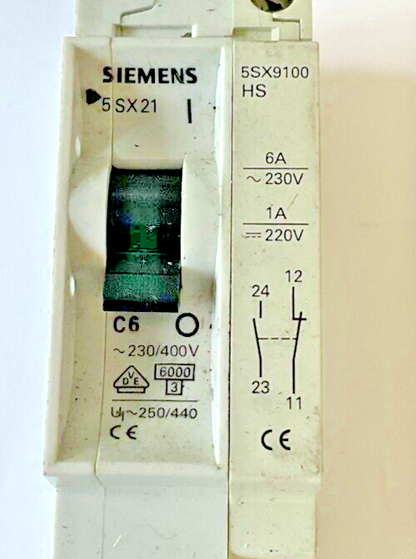 SIEMENS
5SX21
I
C6 O
~230/400V
VDE
6000
3
~250/440
CE
5SX9100
HS
6A
~230V
1A
⎓220V
12
24
23
11
CE